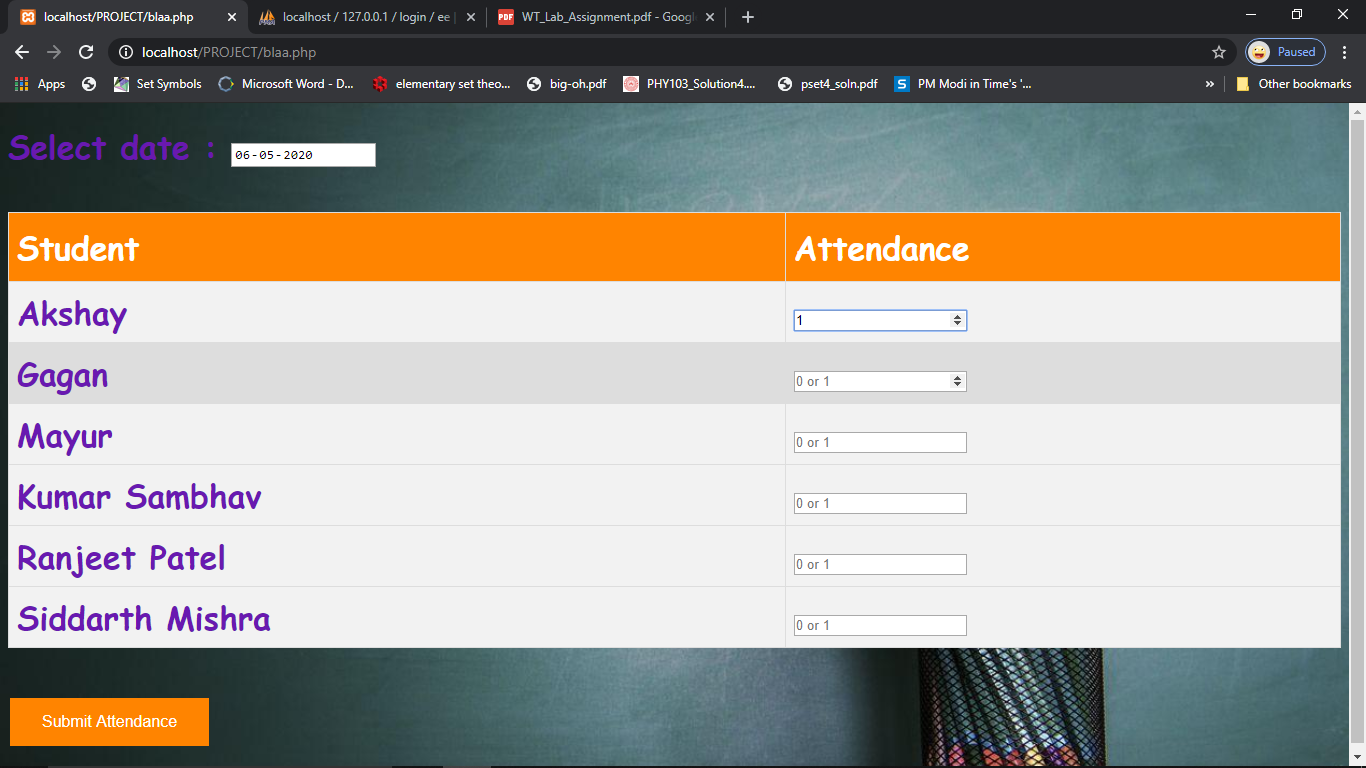 localhost/PROJECT/blaa.php
localhost / 127.0.0.1 / login / ee |
PDF
WT_Lab_Assignment.pdf - Googl
localhost/PROJECT/blaa.php
Paused
Apps
Set Symbols
Microsoft Word - D...
elementary set theo...
big-oh.pdf
PHY103_Solution4....
pset4_soln.pdf
S
PM Modi in Time's '...
»
Other bookmarks
Select date :
06-05-2020
Student Attendance
Akshay 1
Gagan 0 or 1
Mayur 0 or 1
Kumar Sambhav 0 or 1
Ranjeet Patel 0 or 1
Siddarth Mishra 0 or 1
Submit Attendance